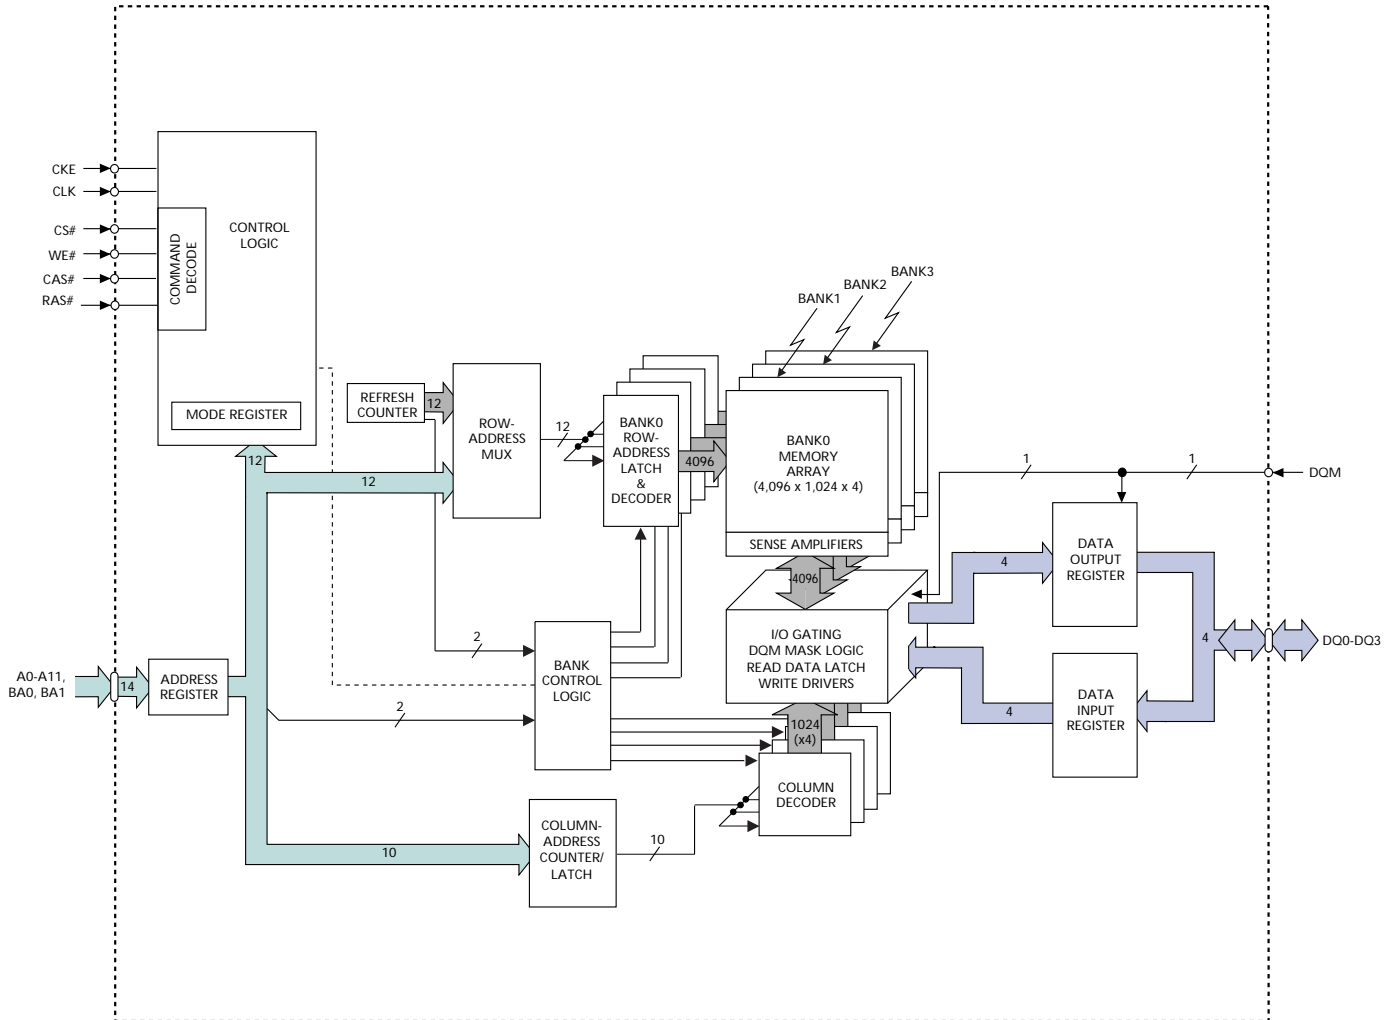 CKE
CLK
CS#
WE#
CAS#
RAS#
COMMAND
DECODE
CONTROL
LOGIC
MODE REGISTER
BANK3
BANK2
BANK1
REFRESH
COUNTER
12
ROW-
ADDRESS
MUX
12
BANK0
ROW-
ADDRESS
LATCH
&
DECODER
4096
BANK0
MEMORY
ARRAY
(4,096 x 1,024 x 4)
SENSE AMPLIFIERS
12
12
4096
1
1
DQM
DATA
OUTPUT
REGISTER
4
I/O GATING
DQM MASK LOGIC
READ DATA LATCH
WRITE DRIVERS
4
DQ0-DQ3
2
BANK
CONTROL
LOGIC
A0-A11,
BA0, BA1
14
ADDRESS
REGISTER
2
4
DATA
INPUT
REGISTER
1024
(x4)
COLUMN
DECODER
COLUMN-
ADDRESS
COUNTER/
LATCH
10
10